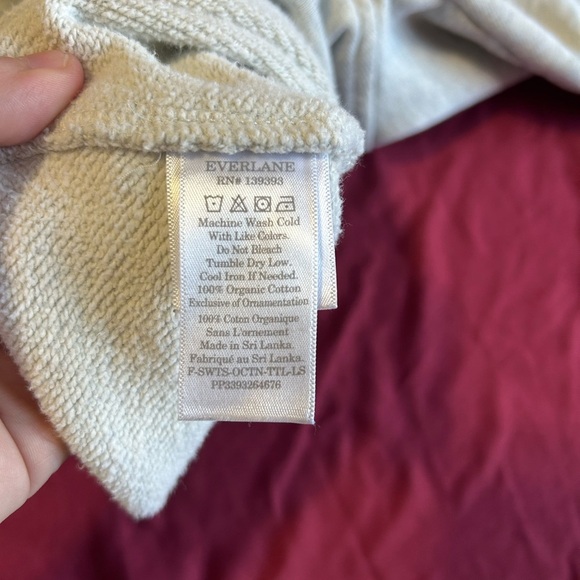 EVERLANE
RN# 139393
Machine Wash Cold
With Like Colors.
Do Not Bleach
Tumble Dry Low.
Cool Iron If Needed.
100% Organic Cotton
Exclusive of Ornamentation
100% Coton Organique
Sans L'ornement
Made in Sri Lanka.
Fabriqué au Sri Lanka
F-SWTS-OCTN-TTL-LS
PP3393264676